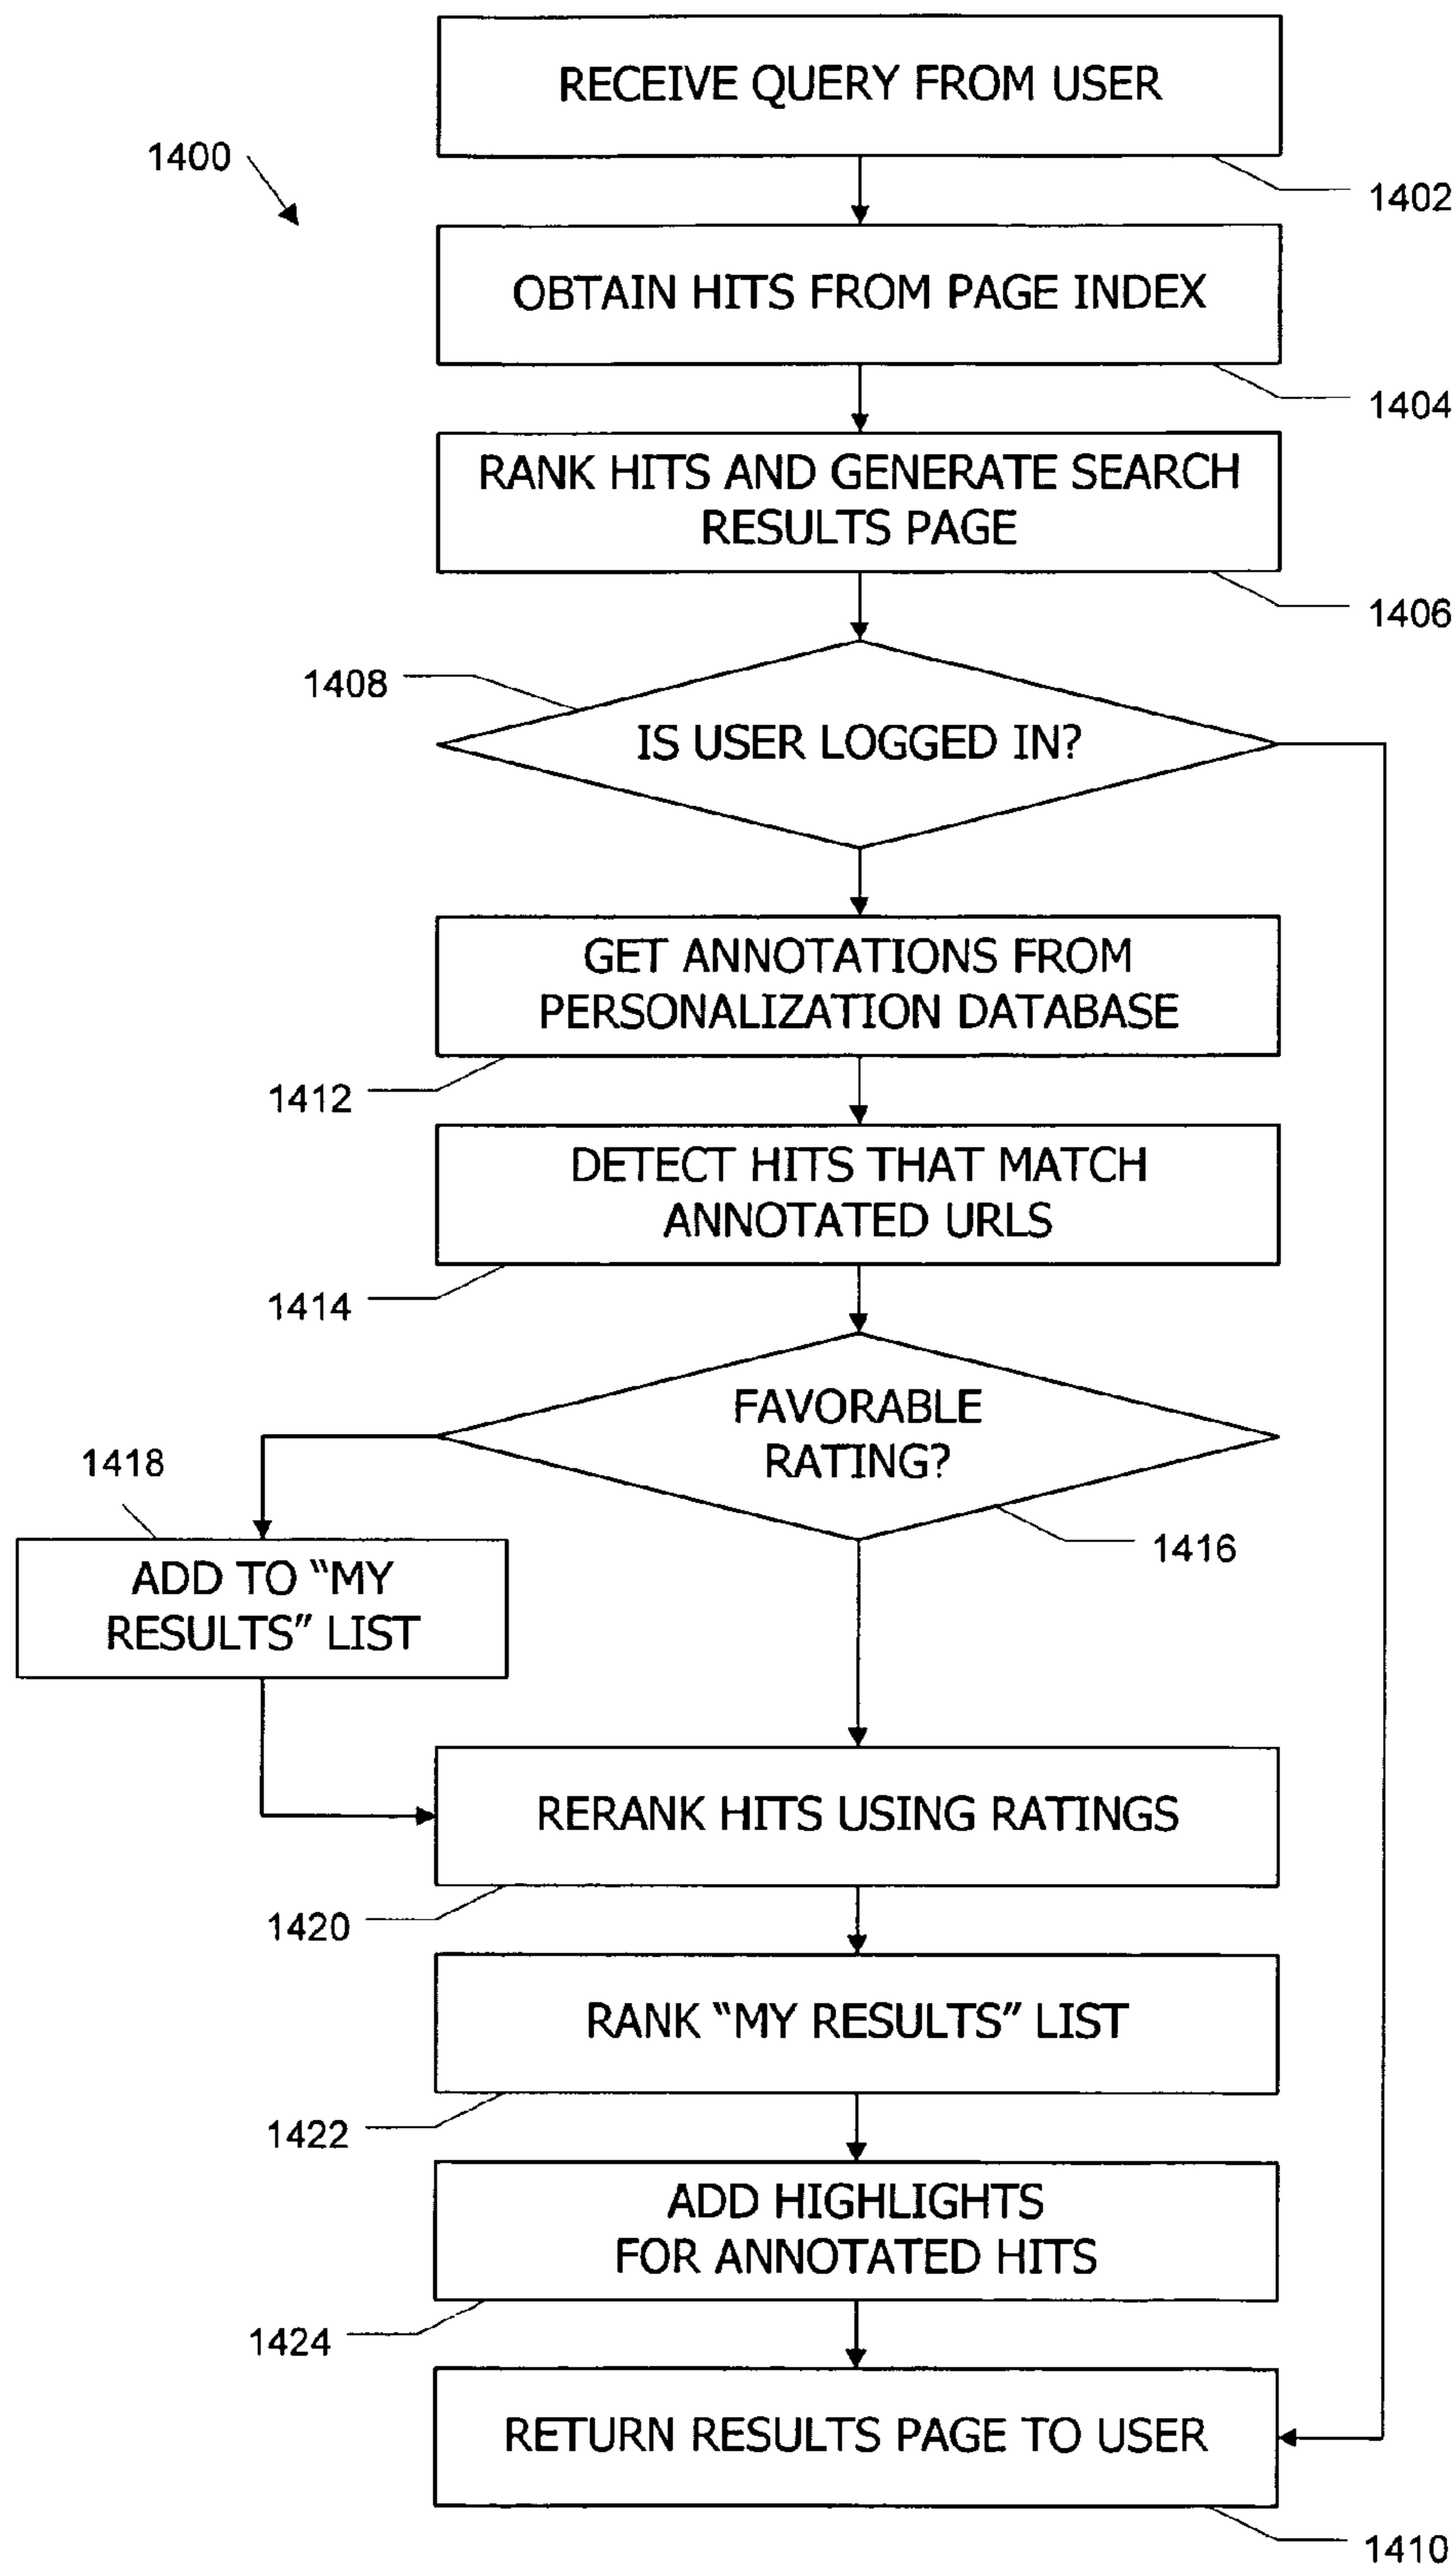 RECEIVE QUERY FROM USER
1400
1402
OBTAIN HITS FROM PAGE INDEX
1404
RANK HITS AND GENERATE SEARCH
RESULTS PAGE
1406
1408
IS USER LOGGED IN?
GET ANNOTATIONS FROM
PERSONALIZATION DATABASE
1412
DETECT HITS THAT MATCH
ANNOTATED URLS
1414
FAVORABLE
RATING?
1418
1416
ADD TO “MY
RESULTS” LIST
RERANK HITS USING RATINGS
1420
RANK “MY RESULTS” LIST
1422
ADD HIGHLIGHTS
FOR ANNOTATED HITS
1424
RETURN RESULTS PAGE TO USER
1410